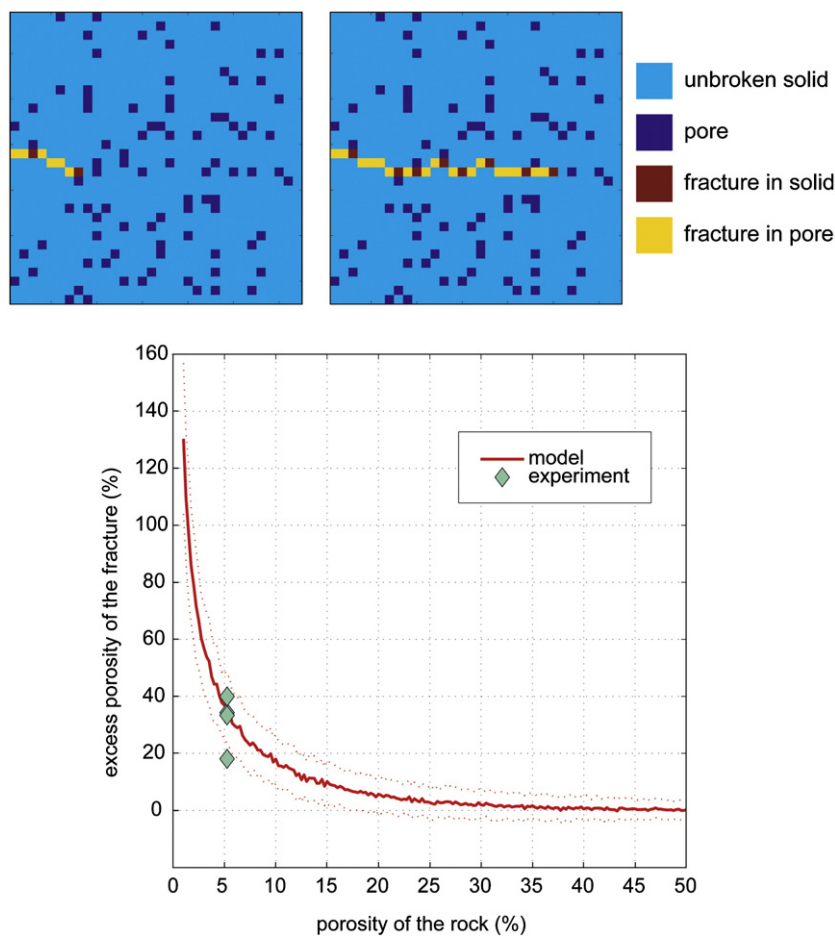 unbroken solid
pore
fracture in solid
fracture in pore
160
140
120
100
80
60
40
20
0
excess porosity of the fracture (%)
model
experiment
0 5 10 15 20 25 30 35 40 45 50
porosity of the rock (%)